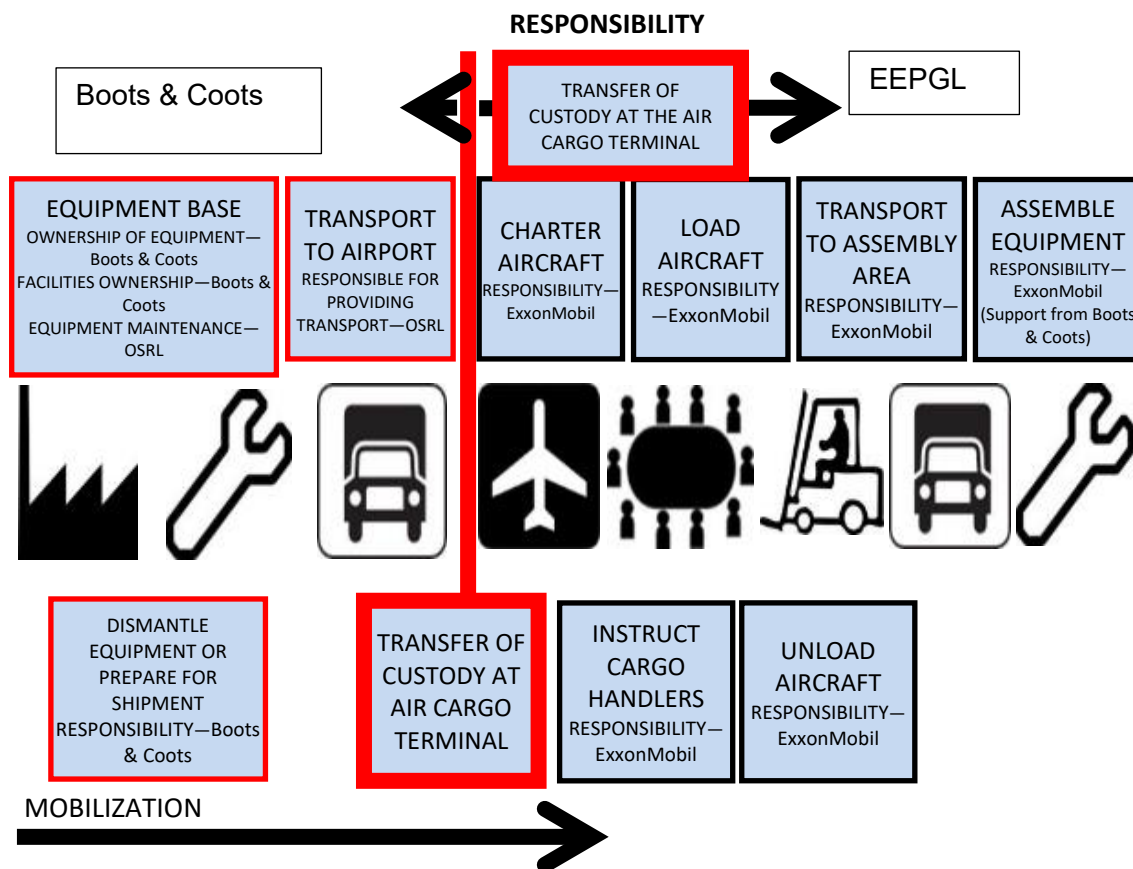 RESPONSIBILITY
Boots & Coots
TRANSFER OF
CUSTODY AT THE AIR
CARGO TERMINAL
EEPGL
EQUIPMENT BASE
OWNERSHIP OF EQUIPMENT—
Boots & Coots
FACILITIES OWNERSHIP—Boots &
Coots
EQUIPMENT MAINTENANCE—
OSRL
TRANSPORT
TO AIRPORT
RESPONSIBLE FOR
PROVIDING
TRANSPORT—OSRL
CHARTER
AIRCRAFT
RESPONSIBILITY—
ExxonMobil
LOAD
AIRCRAFT
RESPONSIBILITY
—ExxonMobil
TRANSPORT
TO ASSEMBLY
AREA
RESPONSIBILITY—
ExxonMobil
ASSEMBLE
EQUIPMENT
RESPONSIBILITY—
ExxonMobil
(Support from Boots
& Coots)
DISMANTLE
EQUIPMENT OR
PREPARE FOR
SHIPMENT
RESPONSIBILITY—Boots
& Coots
TRANSFER OF
CUSTODY AT
AIR CARGO
TERMINAL
INSTRUCT
CARGO
HANDLERS
RESPONSIBILITY—
ExxonMobil
UNLOAD
AIRCRAFT
RESPONSIBILITY—
ExxonMobil
MOBILIZATION